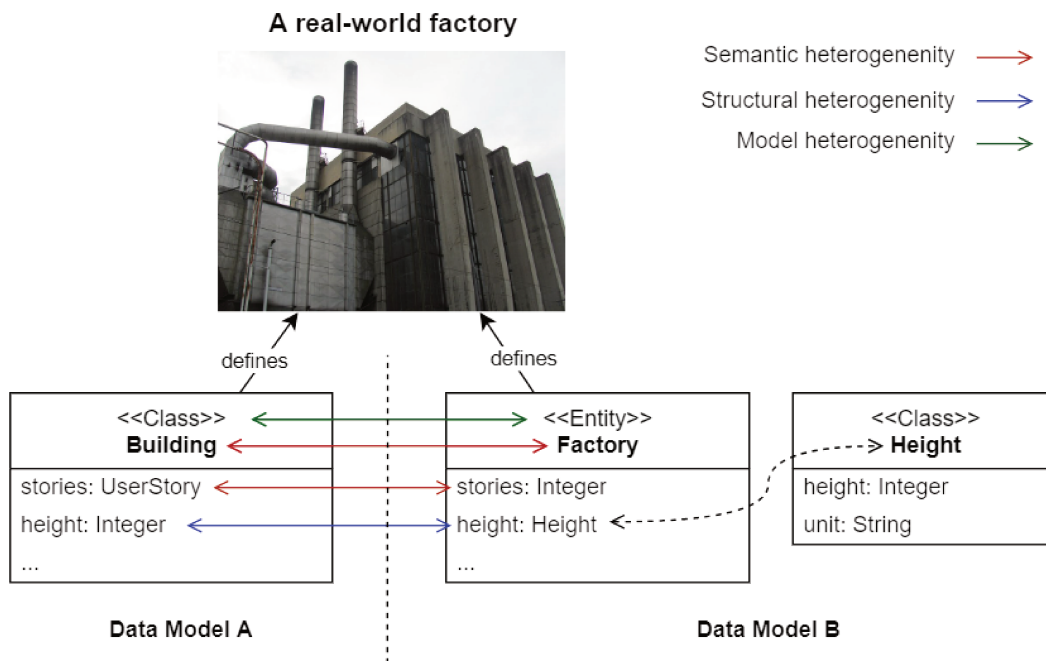 A real-world factory
Semantic heterogenenity
Structural heterogenenity
Model heterogenenity
defines
defines
<<Class>>
Building
stories: UserStory
height: Integer
...
<<Entity>>
Factory
stories: Integer
height: Height
...
<<Class>>
Height
height: Integer
unit: String
Data Model A
Data Model B